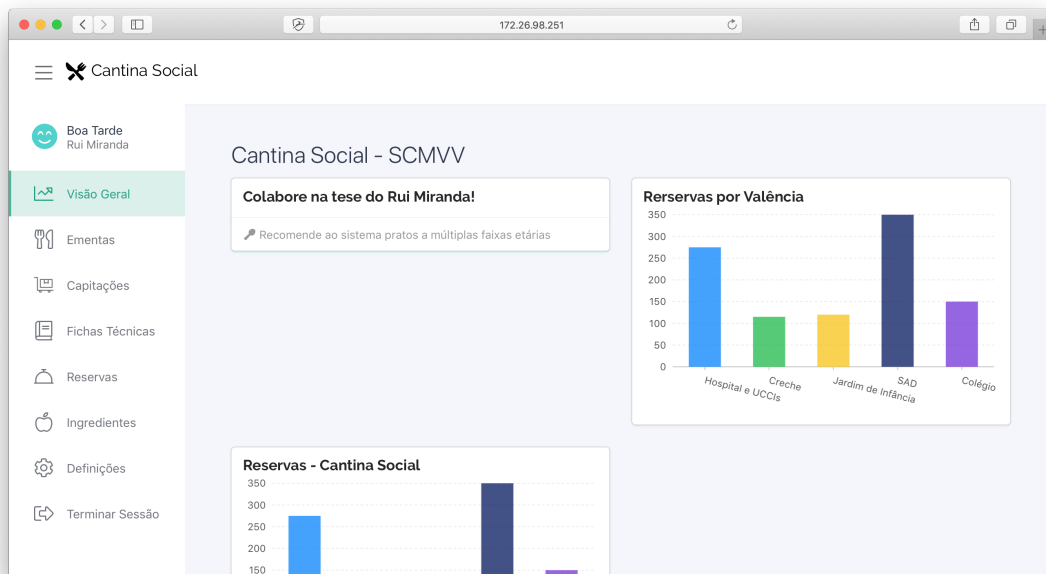 172.26.98.251
Cantina Social
Boa Tarde
Rui Miranda
Visão Geral
Ementas
Capitações
Fichas Técnicas
Reservas
Ingredientes
Definições
Terminar Sessão
Cantina Social - SCMVV
Colabore na tese do Rui Miranda!
Recomende ao sistema pratos a múltiplas faixas etárias
Rerservas por Valência
350
300
250
200
150
100
50
0
Hospital e UCCIs
Creche
Jardim de Infância
SAD
Colégio
Reservas - Cantina Social
350
300
250
200
150